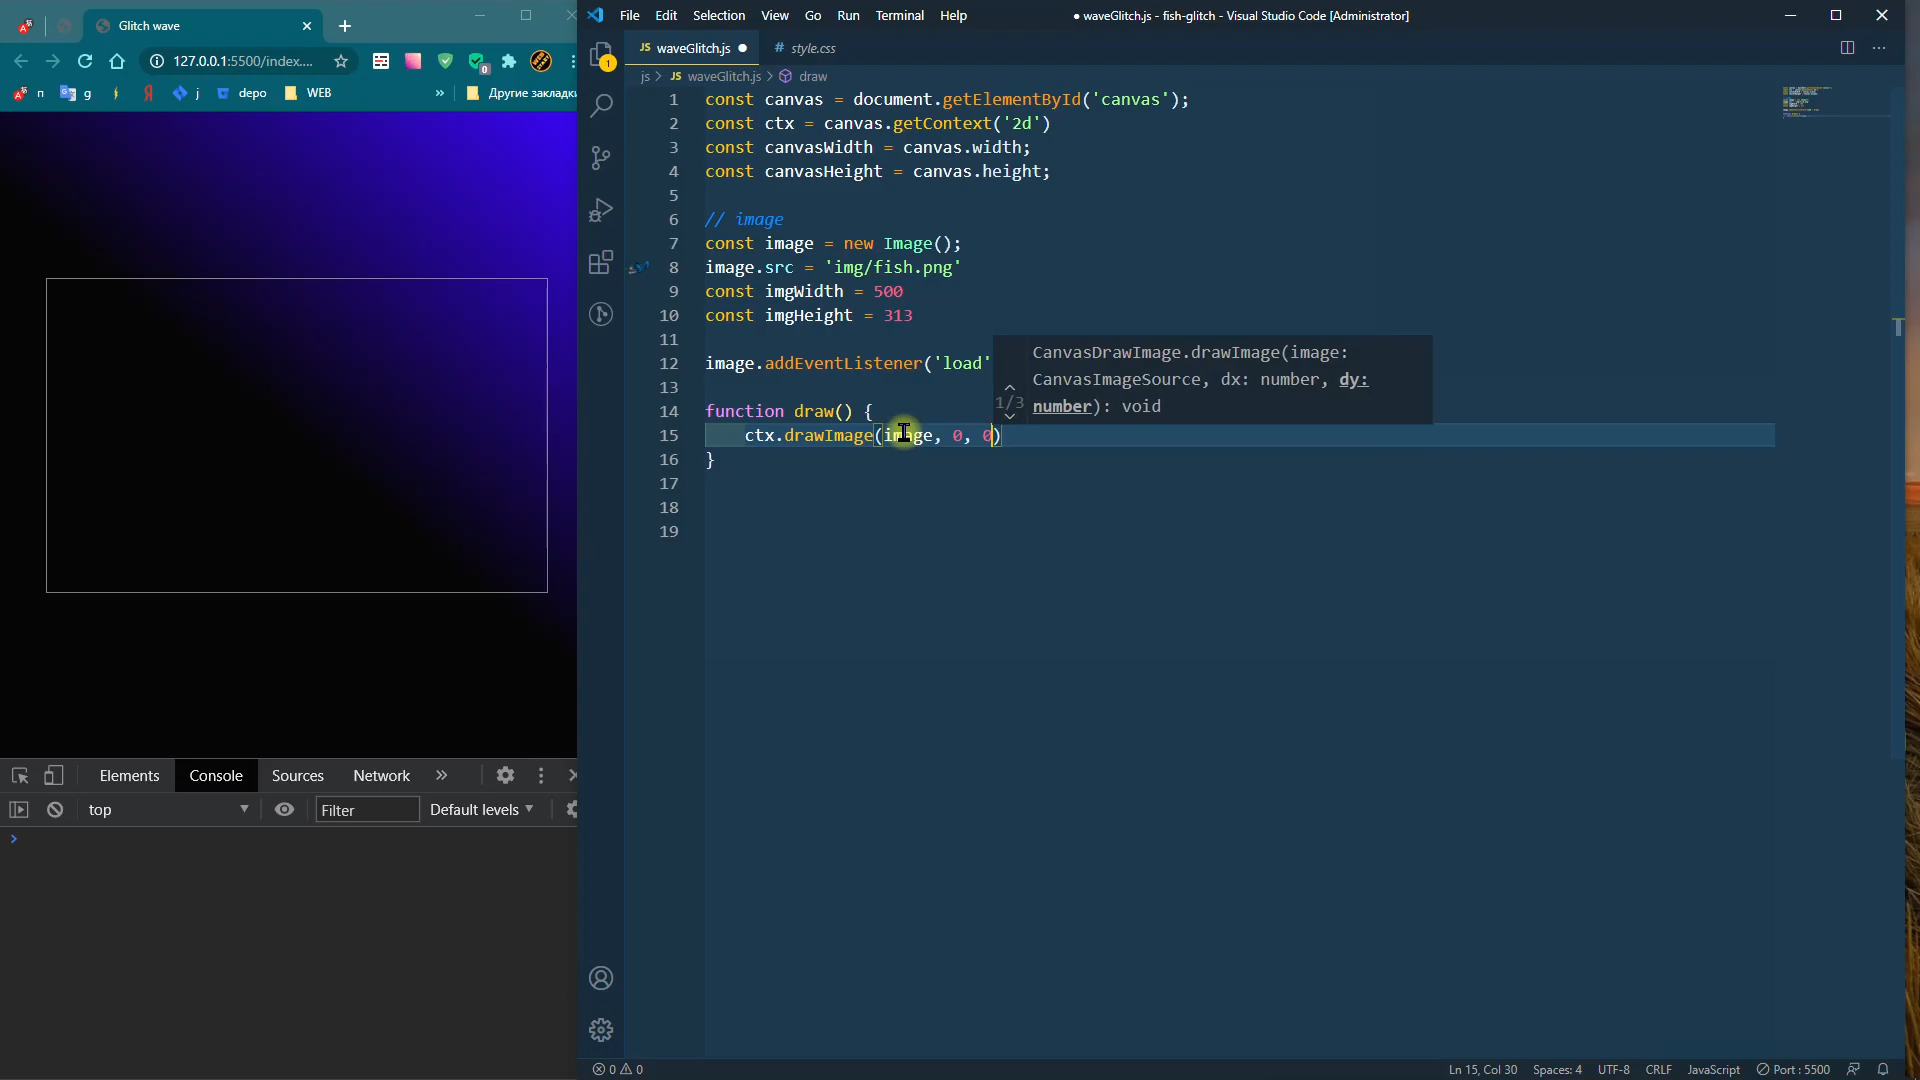 Glitch wave
127.0.0.1:5500/index....
0
п
g
j
depo
WEB
»
Другие закладки
Elements
Console
Sources
Network
»
top
Filter
Default levels
File Edit Selection View Go Run Terminal Help
● waveGlitch.js - fish-glitch - Visual Studio Code [Administrator]
1
JS waveGlitch.js ●
# style.css
js > JS waveGlitch.js > draw
1 const canvas = document.getElementById('canvas');
2 const ctx = canvas.getContext('2d')
3 const canvasWidth = canvas.width;
4 const canvasHeight = canvas.height;
5
6 // image
7 const image = new Image();
8 image.src = 'img/fish.png'
9 const imgWidth = 500
10 const imgHeight = 313
11
12 image.addEventListener('load'
13
14 function draw() {
15 ctx.drawImage(image, 0, 0)
16 }
17
18
19
1/3
CanvasDrawImage.drawImage(image:
CanvasImageSource, dx: number, dy:
number): void
0 0
Ln 15, Col 30 Spaces: 4 UTF-8 CRLF JavaScript Port : 5500